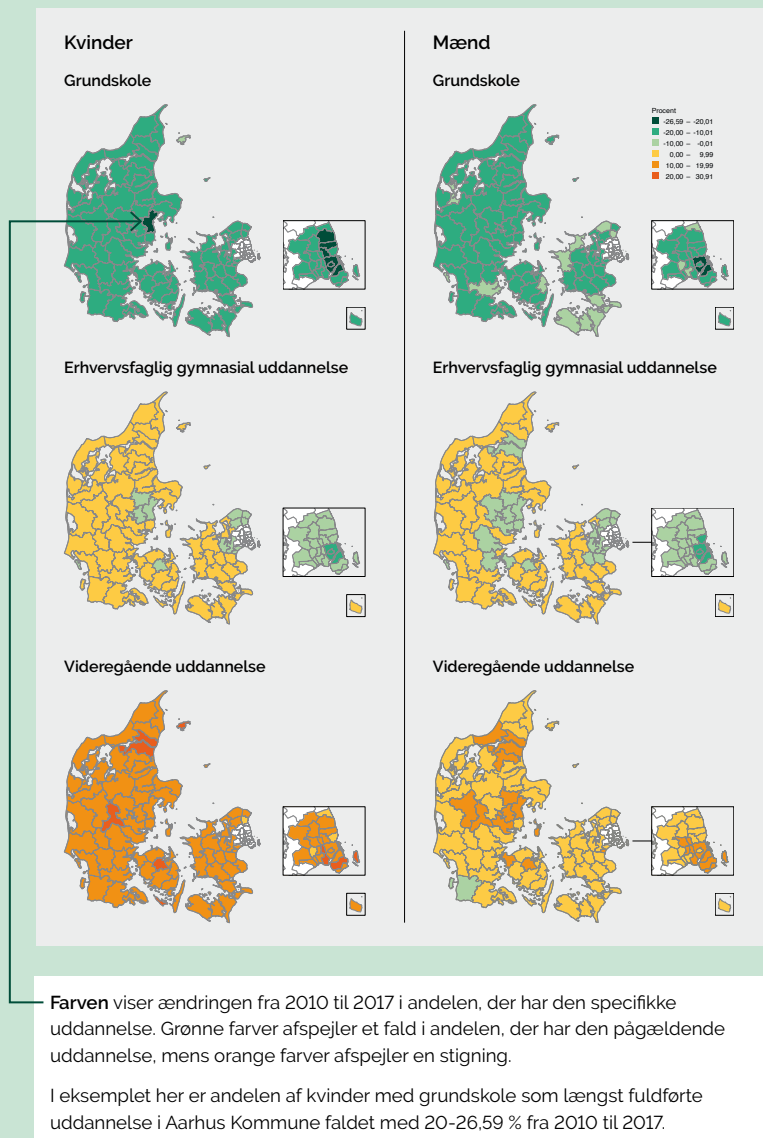 Kvinder
Grundskole
Mænd
Grundskole
Procent
-26,59 – -20,01
-20,00 – -10,01
-10,00 – -0,01
0,00 – 9,99
10,00 – 19,99
20,00 – 30,91
Erhvervsfaglig gymnasial uddannelse
Erhvervsfaglig gymnasial uddannelse
Videregående uddannelse
Videregående uddannelse
Farven viser ændringen fra 2010 til 2017 i andelen, der har den specifikke
uddannelse. Grønne farver afspejler et fald i andelen, der har den pågældende
uddannelse, mens orange farver afspejler en stigning.
I eksemplet her er andelen af kvinder med grundskole som længst fuldførte
uddannelse i Aarhus Kommune faldet med 20-26,59 % fra 2010 til 2017.